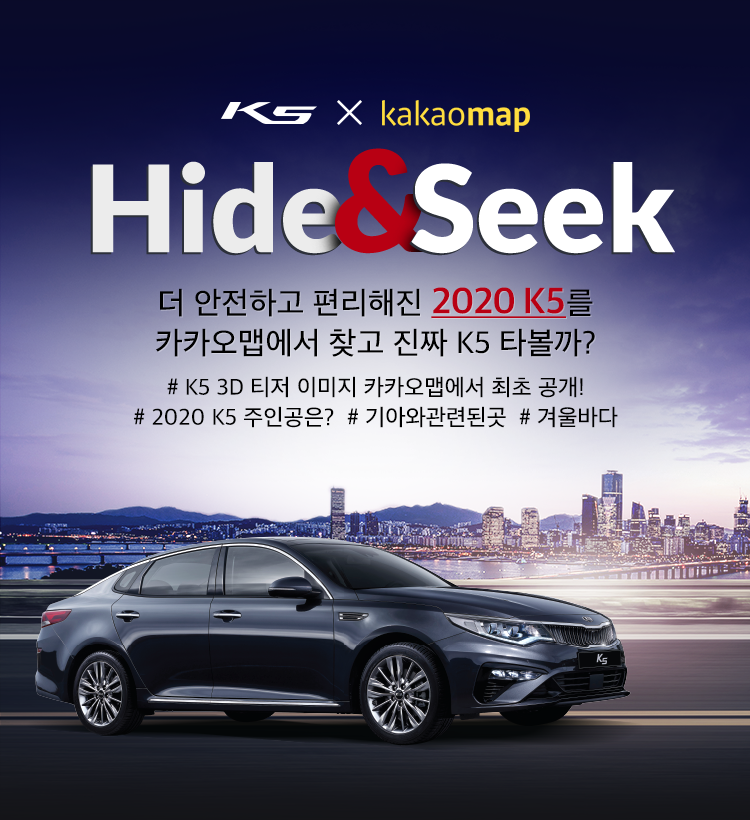 K5 × kakaomap
Hide&Seek
더 안전하고 편리해진 2020 K5를
카카오맵에서 찾고 진짜 K5 타볼까?
# K5 3D 티저 이미지 카카오맵에서 최초 공개!
# 2020 K5 주인공은? # 기아와관련된곳 # 겨울바다
K5